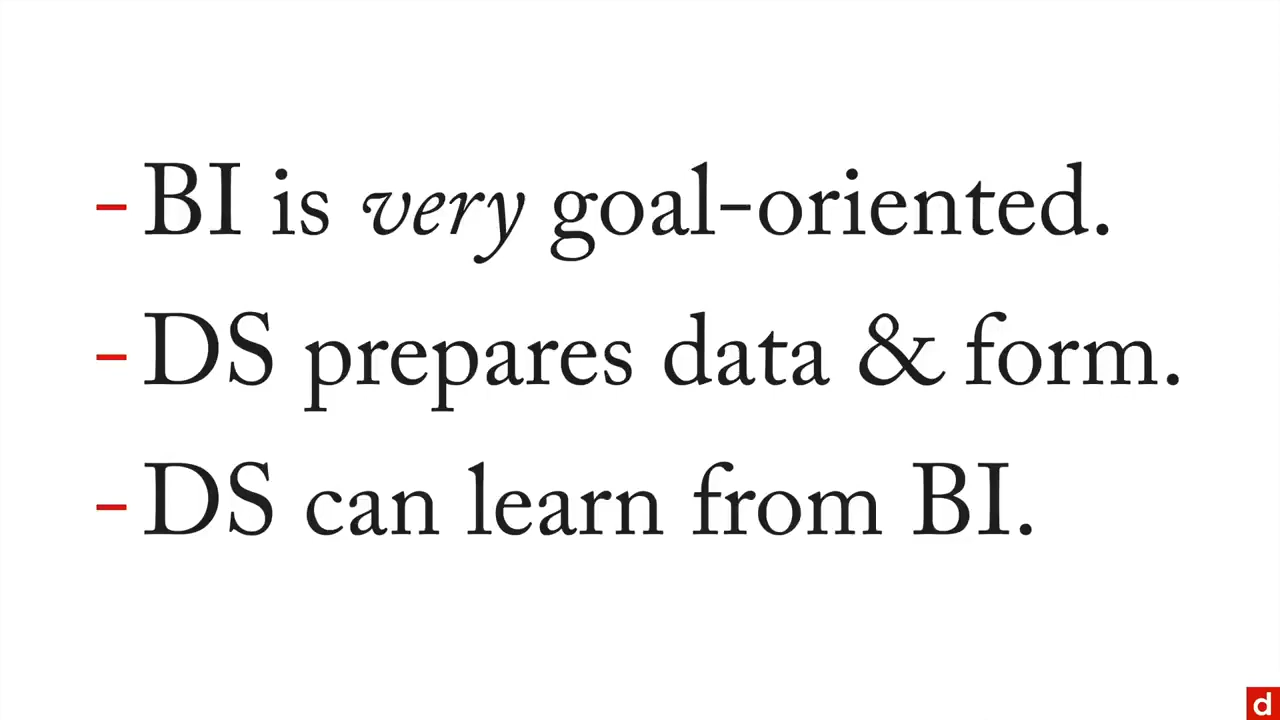 - BI is very goal-oriented.
- DS prepares data & form.
- DS can learn from BI.
d